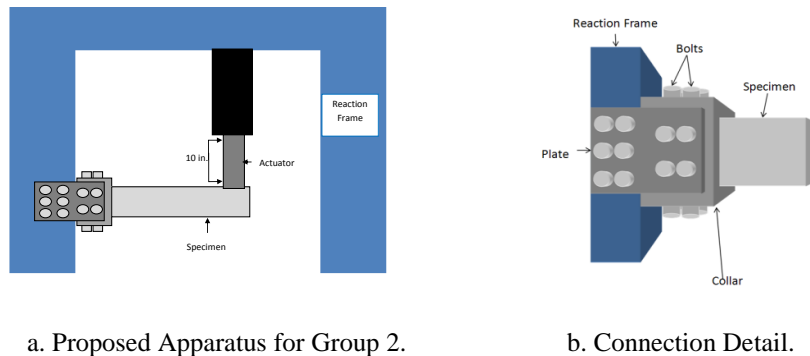 Reaction
Frame
10 in.
Actuator
Specimen
a. Proposed Apparatus for Group 2.
Reaction Frame
Bolts
Specimen
Plate
Collar
b. Connection Detail.